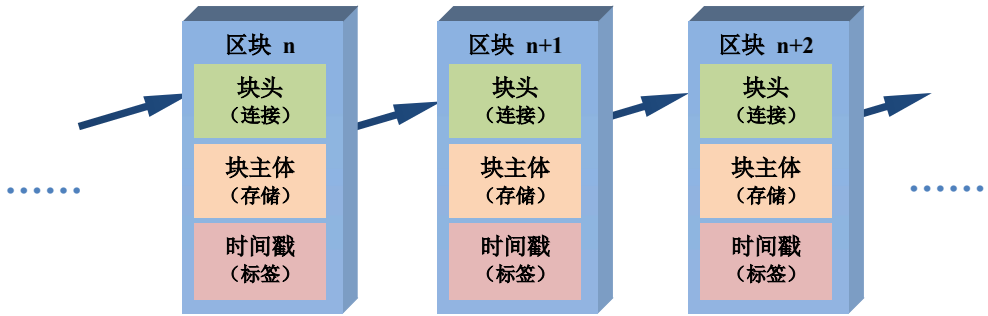 区块 n
块头
（连接）
块主体
（存储）
时间戳
（标签）
区块 n+1
块头
（连接）
块主体
（存储）
时间戳
（标签）
区块 n+2
块头
（连接）
块主体
（存储）
时间戳
（标签）